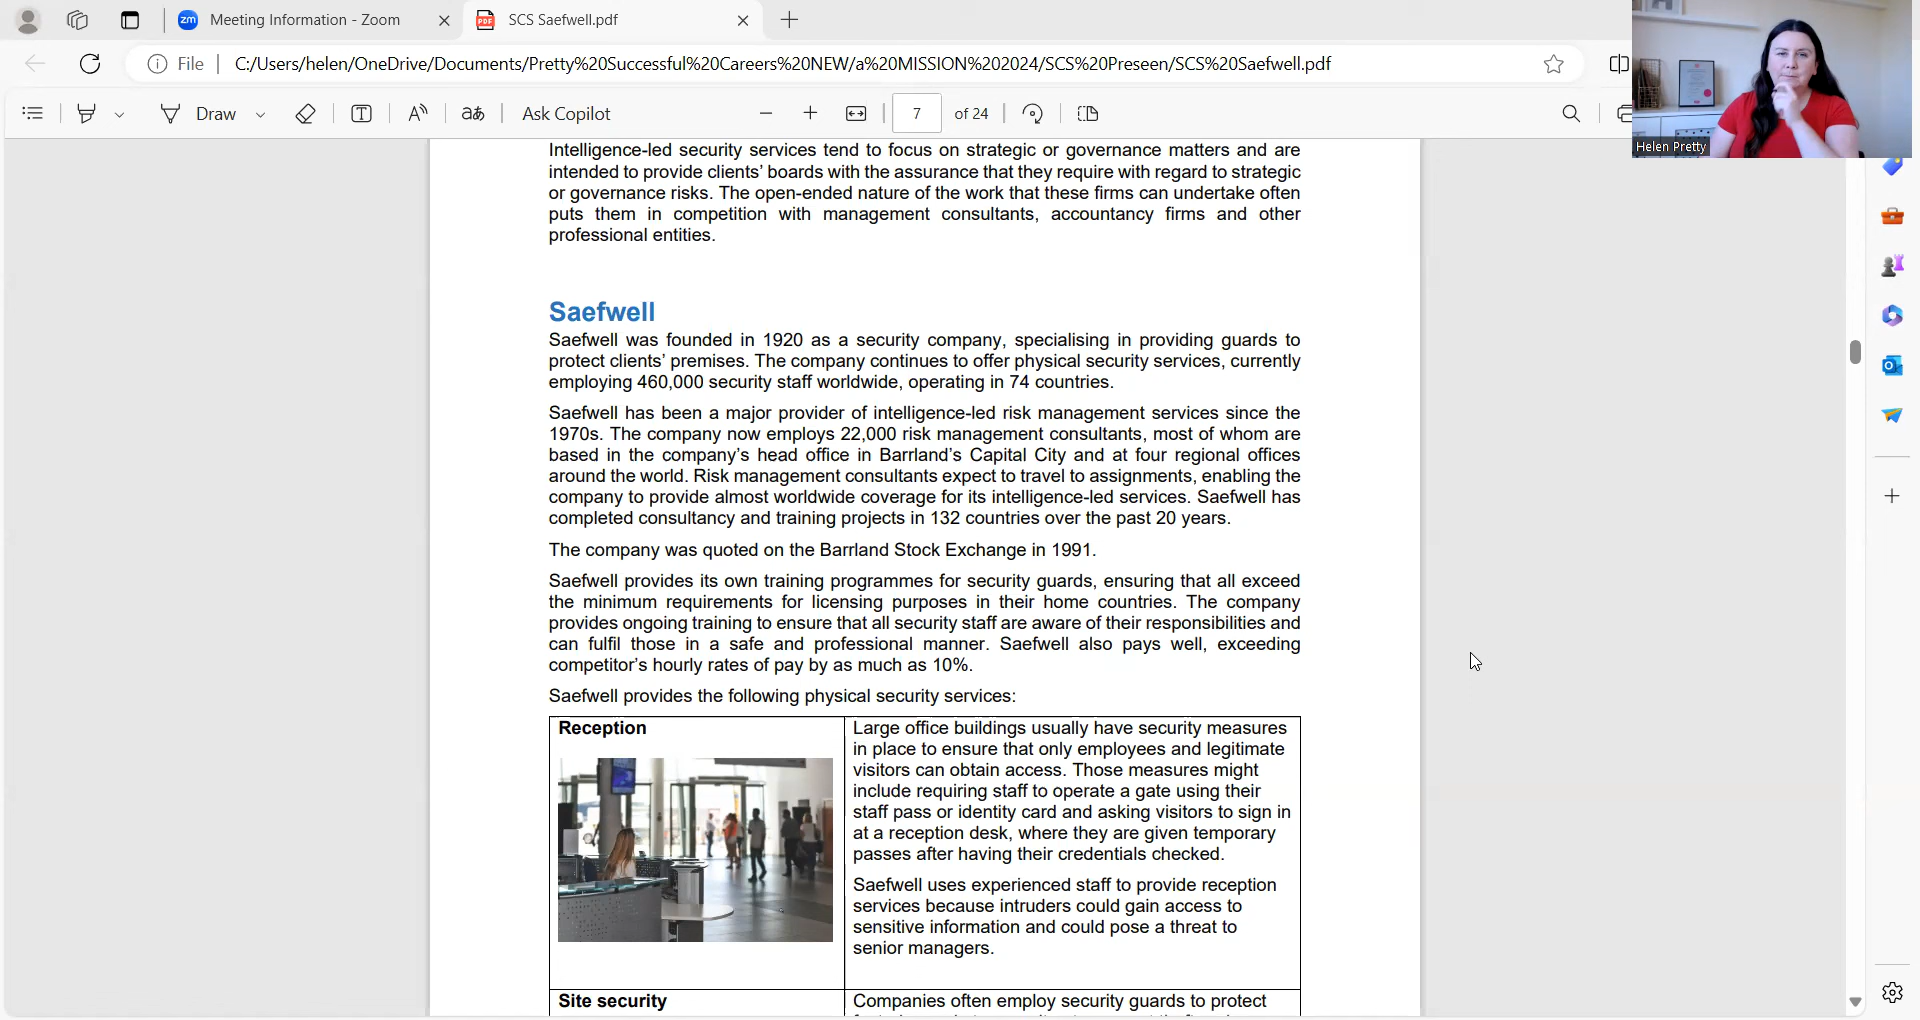 Meeting Information - Zoom
SCS Saefwell.pdf
File
C:/Users/helen/OneDrive/Documents/Pretty%20Successful%20Careers%20NEW/a%20MISSION%202024/SCS%20Preseen/SCS%20Saefwell.pdf
Draw
Ask Copilot
7 of 24
Helen Pretty
Intelligence-led security services tend to focus on strategic or governance matters and are
intended to provide clients' boards with the assurance that they require with regard to strategic
or governance risks. The open-ended nature of the work that these firms can undertake often
puts them in competition with management consultants, accountancy firms and other
professional entities.
Saefwell
Saefwell was founded in 1920 as a security company, specialising in providing guards to
protect clients' premises. The company continues to offer physical security services, currently
employing 460,000 security staff worldwide, operating in 74 countries.
Saefwell has been a major provider of intelligence-led risk management services since the
1970s. The company now employs 22,000 risk management consultants, most of whom are
based in the company's head office in Barrland's Capital City and at four regional offices
around the world. Risk management consultants expect to travel to assignments, enabling the
company to provide almost worldwide coverage for its intelligence-led services. Saefwell has
completed consultancy and training projects in 132 countries over the past 20 years.
The company was quoted on the Barrland Stock Exchange in 1991.
Saefwell provides its own training programmes for security guards, ensuring that all exceed
the minimum requirements for licensing purposes in their home countries. The company
provides ongoing training to ensure that all security staff are aware of their responsibilities and
can fulfil those in a safe and professional manner. Saefwell also pays well, exceeding
competitor's hourly rates of pay by as much as 10%.
Saefwell provides the following physical security services:
Reception
Large office buildings usually have security measures
in place to ensure that only employees and legitimate
visitors can obtain access. Those measures might
include requiring staff to operate a gate using their
staff pass or identity card and asking visitors to sign in
at a reception desk, where they are given temporary
passes after having their credentials checked.
Saefwell uses experienced staff to provide reception
services because intruders could gain access to
sensitive information and could pose a threat to
senior managers.
Site security
Companies often employ security guards to protect